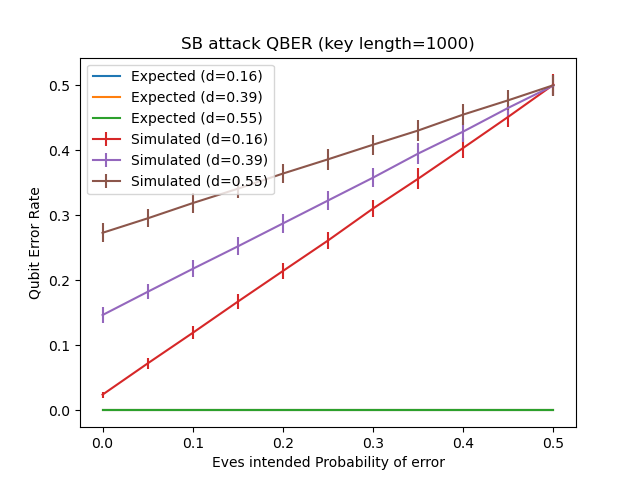 SB attack QBER (key length=1000)
Expected (d=0.16)
Expected (d=0.39)
Expected (d=0.55)
Simulated (d=0.16)
Simulated (d=0.39)
Simulated (d=0.55)
Qubit Error Rate
0.5
0.4
0.3
0.2
0.1
0.0
0.0 0.1 0.2 0.3 0.4 0.5
Eves intended Probability of error